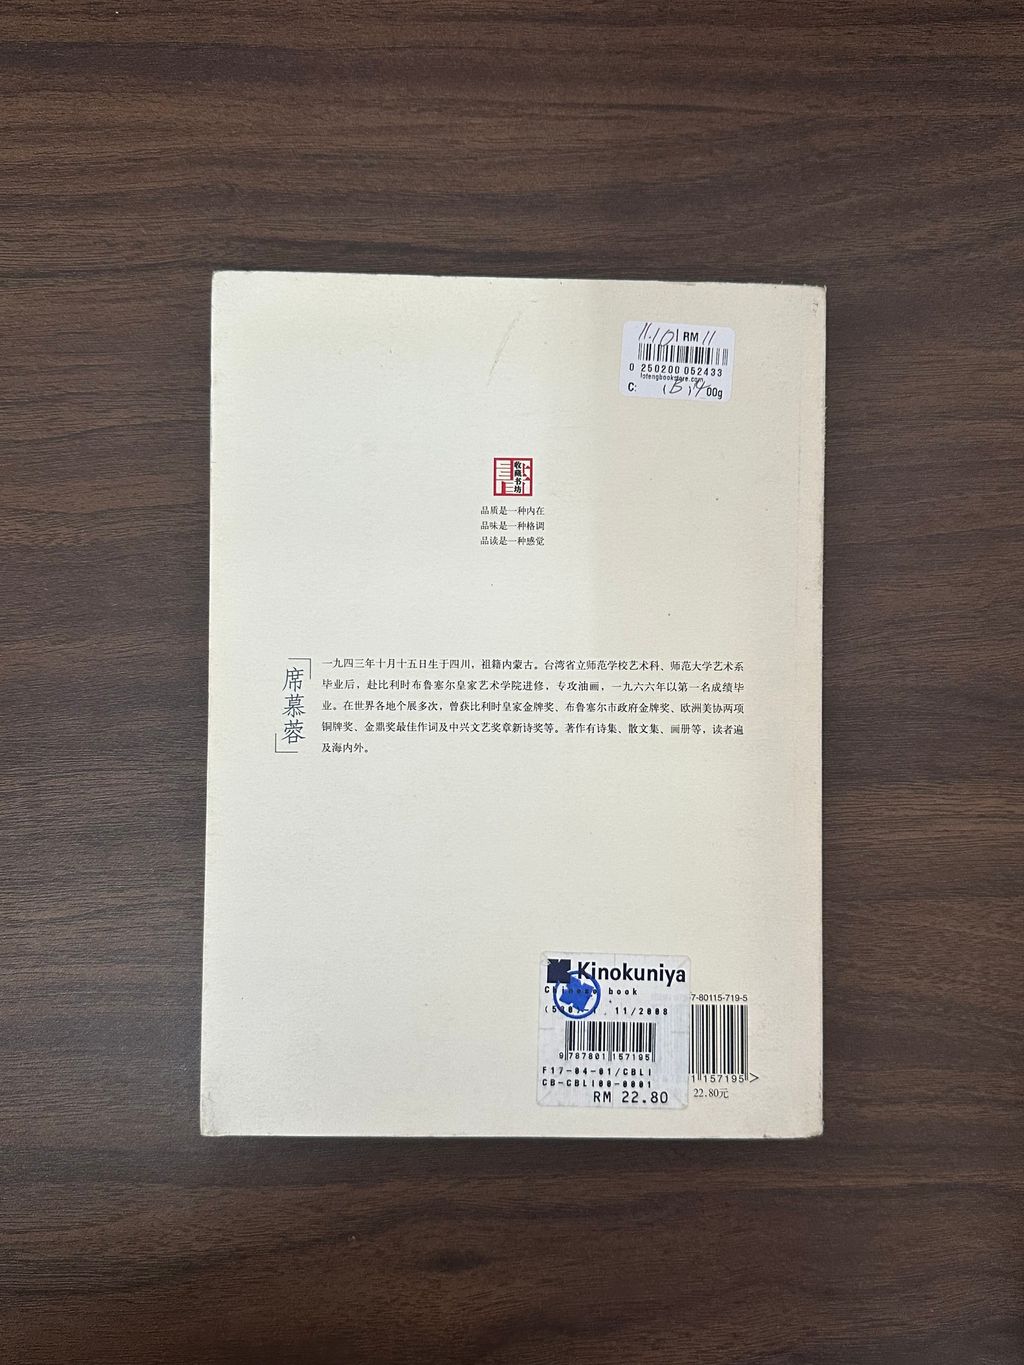 RM 11
0 250200 052433
lofengbookstore.com
C:
00g
收藏书坊
品质是一种内在
品味是一种格调
品读是一种感觉
席慕蓉
一九四三年十月十五日生于四川，祖籍内蒙古。台湾省立师范学校艺术科、师范大学艺术系
毕业后，赴比利时布鲁塞尔皇家艺术学院进修，专攻油画，一九六六年以第一名成绩毕
业。在世界各地个展多次，曾获比利时皇家金牌奖、布鲁塞尔市政府金牌奖、欧洲美协两项
铜牌奖、金鼎奖最佳作词及中兴文艺奖章新诗奖等。著作有诗集、散文集、画册等，读者遍
及海内外。
Kinokuniya
Chinese book
11/2008
9 787801 157195
F17-04-01/CBLI
CB-CBLI00-0001
RM 22.80
7-80115-719-5
1 157195 >
22.80元